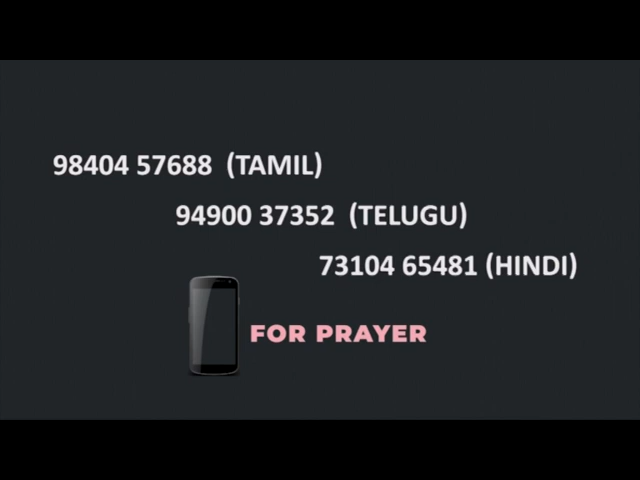 98404 57688 (TAMIL)
94900 37352 (TELUGU)
73104 65481 (HINDI)
FOR PRAYER